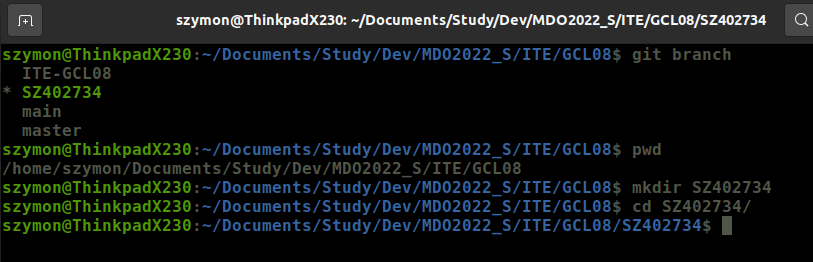 szymon@ThinkpadX230: ~/Documents/Study/Dev/MDO2022_S/ITE/GCL08/SZ402734
szymon@ThinkpadX230:~/Documents/Study/Dev/MDO2022_S/ITE/GCL08$ git branch
  ITE-GCL08
* SZ402734
  main
  master
szymon@ThinkpadX230:~/Documents/Study/Dev/MDO2022_S/ITE/GCL08$ pwd
/home/szymon/Documents/Study/Dev/MDO2022_S/ITE/GCL08
szymon@ThinkpadX230:~/Documents/Study/Dev/MDO2022_S/ITE/GCL08$ mkdir SZ402734
szymon@ThinkpadX230:~/Documents/Study/Dev/MDO2022_S/ITE/GCL08$ cd SZ402734/
szymon@ThinkpadX230:~/Documents/Study/Dev/MDO2022_S/ITE/GCL08/SZ402734$